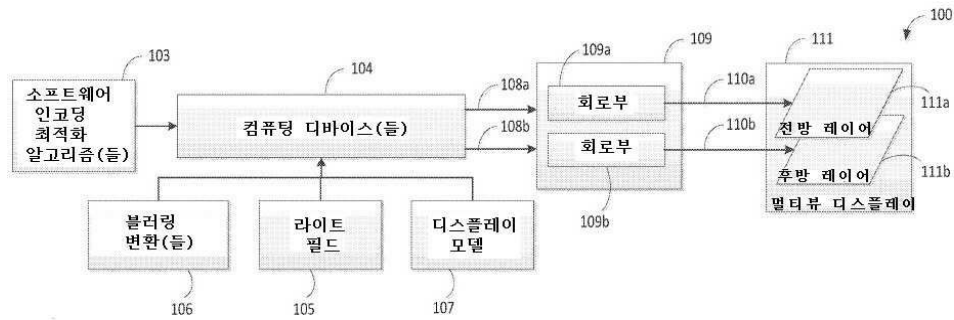 100
103
104
109a
109
111
소프트웨어
인코딩
최적화
알고리즘(들)
컴퓨팅 디바이스(들)
108a
108b
회로부
회로부
109b
110a
110b
전방 레이어
111a
후방 레이어
111b
멀티뷰 디스플레이
블러링
변환(들)
라이트
필드
디스플레이
모델
106
105
107